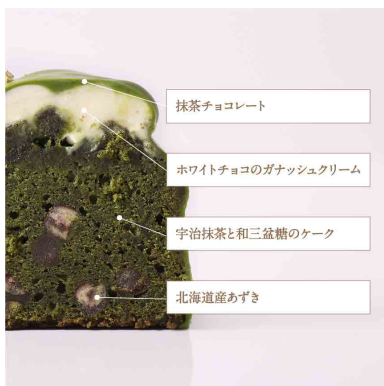 抹茶チョコレート
ホワイトチョコのガナッシュクリーム
宇治抹茶と和三盆糖のケーク
北海道産あずき